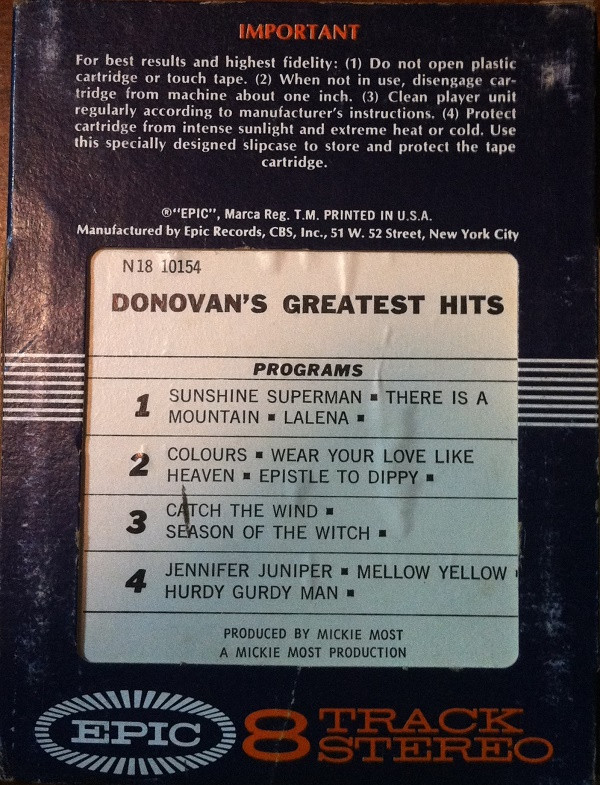 IMPORTANT
For best results and highest fidelity: (1) Do not open plastic
cartridge or touch tape. (2) When not in use, disengage car-
tridge from machine about one inch. (3) Clean player unit
regularly according to manufacturer's instructions. (4) Protect
cartridge from intense sunlight and extreme heat or cold. Use
this specially designed slipcase to store and protect the tape
cartridge.
®"EPIC", Marca Reg. T.M. PRINTED IN U.S.A.
Manufactured by Epic Records, CBS, Inc., 51 W. 52 Street, New York City
N18 10154
DONOVAN'S GREATEST HITS
PROGRAMS
1 SUNSHINE SUPERMAN ▪ THERE IS A
MOUNTAIN ▪ LALENA ▪
2 COLOURS ▪ WEAR YOUR LOVE LIKE
HEAVEN ▪ EPISTLE TO DIPPY ▪
3 CATCH THE WIND ▪
SEASON OF THE WITCH ▪
4 JENNIFER JUNIPER ▪ MELLOW YELLOW ▪
HURDY GURDY MAN ▪
PRODUCED BY MICKIE MOST
A MICKIE MOST PRODUCTION
EPIC 8 TRACK
STEREO